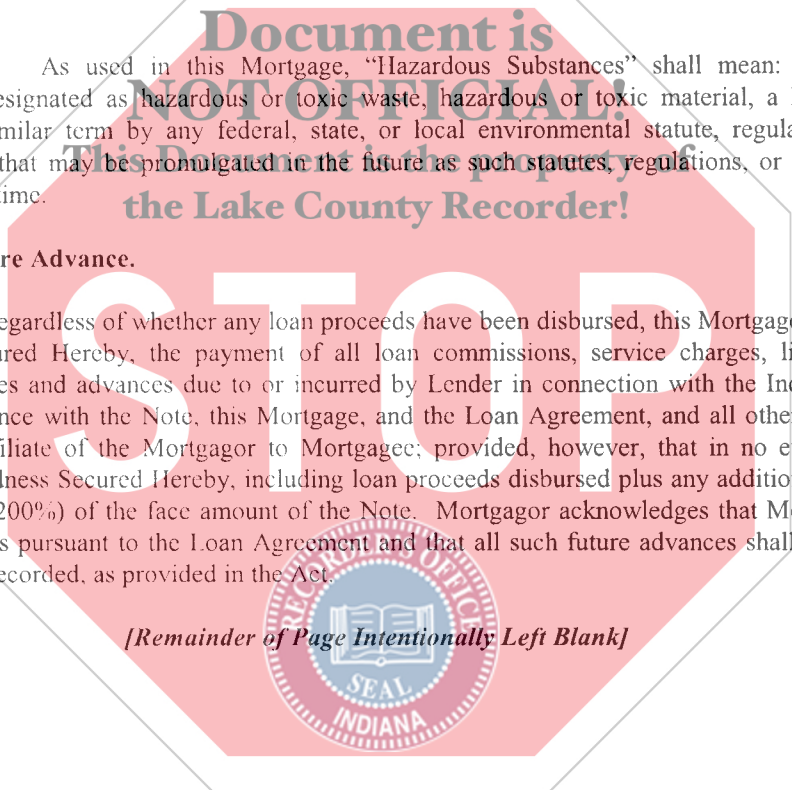 Document is
As used in this Mortgage, “Hazardous Substances” shall mean:
NOT OFFICIAL!
esignated as hazardous or toxic waste, hazardous or toxic material, a
milar term by any federal, state, or local environmental statute, regula
This Document is the property of
that may be promulgated in the future as such statutes, regulations, or
time.
the Lake County Recorder!
re Advance.
STOP
egardless of whether any loan proceeds have been disbursed, this Mortgage
ured Hereby, the payment of all loan commissions, service charges, li
es and advances due to or incurred by Lender in connection with the Ind
nce with the Note, this Mortgage, and the Loan Agreement, and all other
filiate of the Mortgagor to Mortgagee; provided, however, that in no e
dness Secured Hereby, including loan proceeds disbursed plus any additio
200%) of the face amount of the Note. Mortgagor acknowledges that Mo
s pursuant to the Loan Agreement and that all such future advances shall
ecorded, as provided in the Act.
RECORDER'S OFFICE
[Remainder of Page Intentionally Left Blank]
SEAL
INDIANA